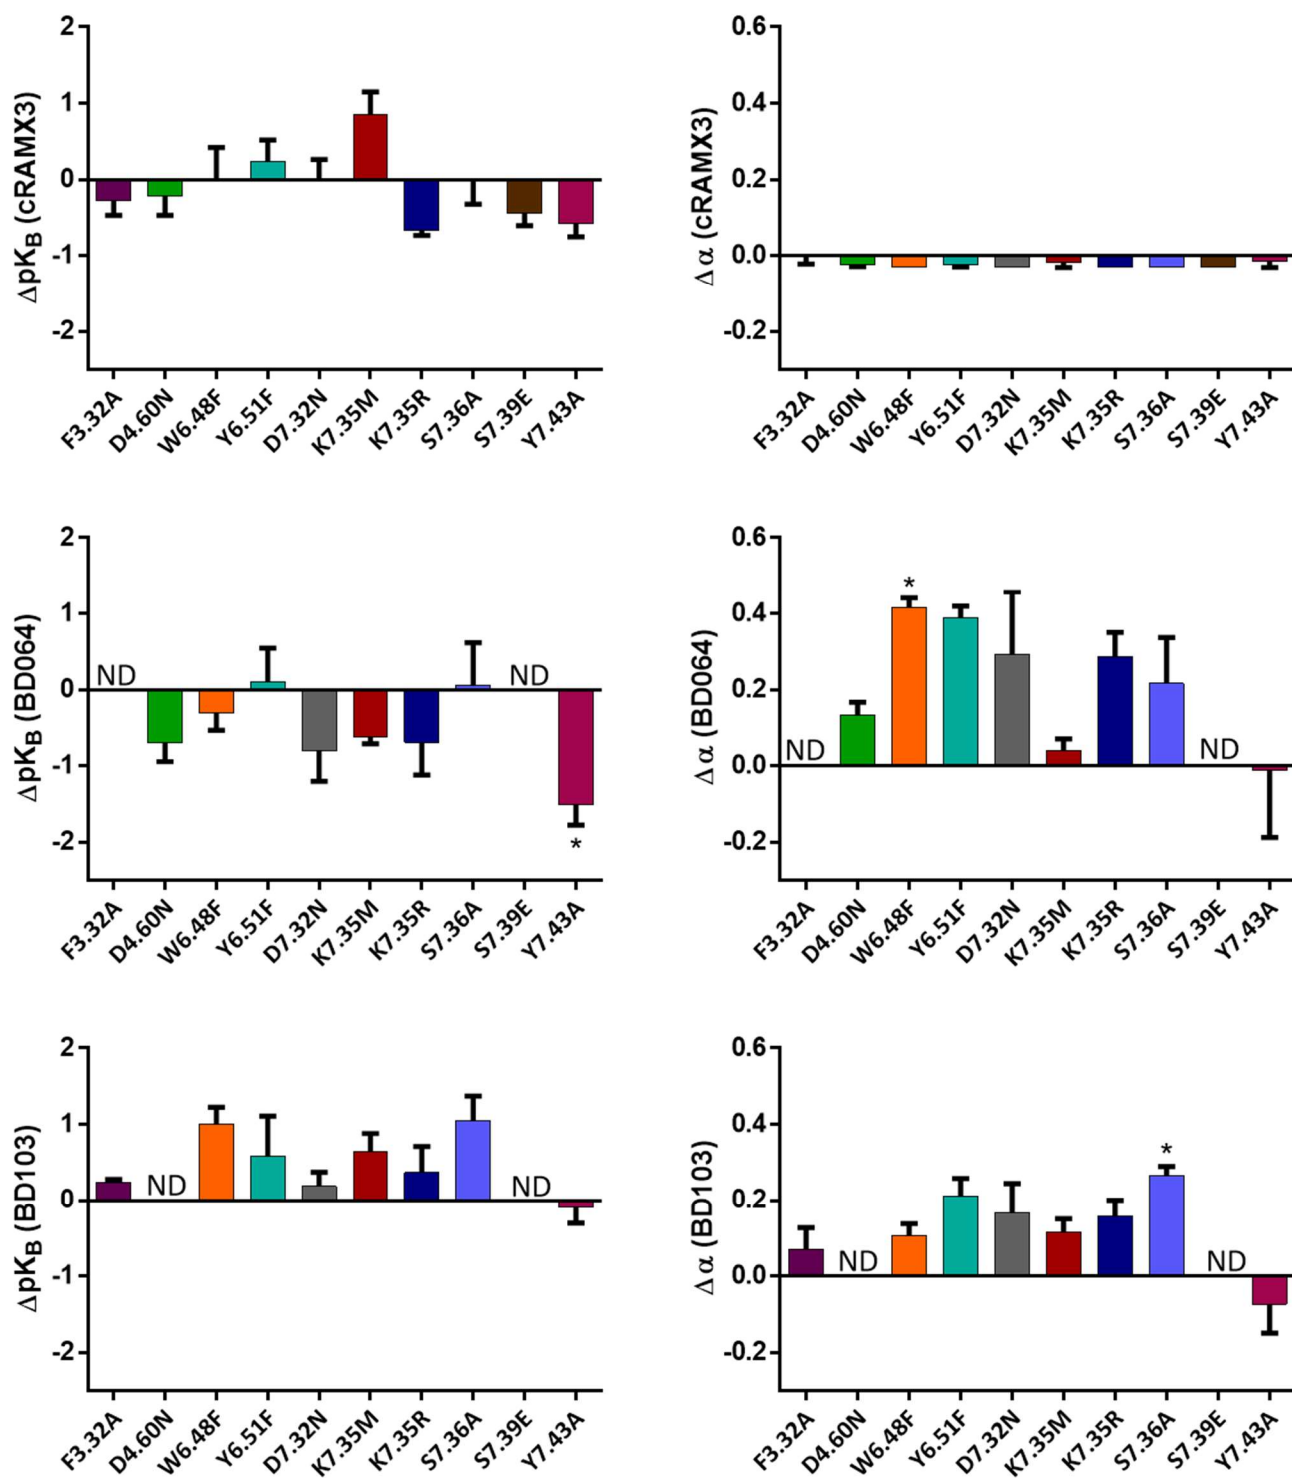 2
1
0
-1
-2
ΔpKB (cRAMX3)
F3.32A
D4.60N
W6.48F
Y6.51F
D7.32N
K7.35M
K7.35R
S7.36A
S7.39E
Y7.43A
0.6
0.4
0.2
0.0
-0.2
Δα (cRAMX3)
F3.32A
D4.60N
W6.48F
Y6.51F
D7.32N
K7.35M
K7.35R
S7.36A
S7.39E
Y7.43A
2
1
0
-1
-2
ΔpKB (BD064)
ND
ND
*
F3.32A
D4.60N
W6.48F
Y6.51F
D7.32N
K7.35M
K7.35R
S7.36A
S7.39E
Y7.43A
0.6
0.4
0.2
0.0
-0.2
Δα (BD064)
*
ND
ND
F3.32A
D4.60N
W6.48F
Y6.51F
D7.32N
K7.35M
K7.35R
S7.36A
S7.39E
Y7.43A
2
1
0
-1
-2
ΔpKB (BD103)
ND
ND
F3.32A
D4.60N
W6.48F
Y6.51F
D7.32N
K7.35M
K7.35R
S7.36A
S7.39E
Y7.43A
0.6
0.4
0.2
0.0
-0.2
Δα (BD103)
*
ND
ND
F3.32A
D4.60N
W6.48F
Y6.51F
D7.32N
K7.35M
K7.35R
S7.36A
S7.39E
Y7.43A